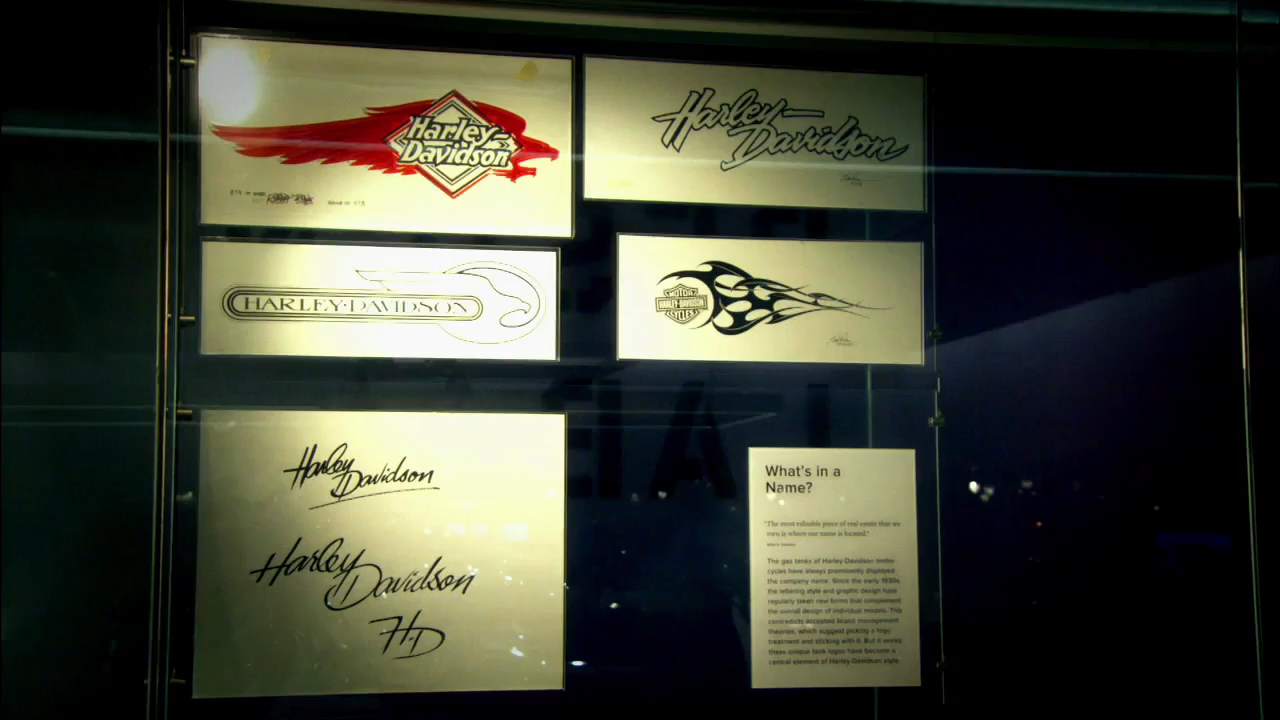 Harley-
Davidson
Harley-
Davidson
HARLEY-DAVIDSON
MOTOR
HARLEY-DAVIDSON
CYCLES
Harley
Davidson
Harley
Davidson
H-D
What's in a
Name?
"The most valuable piece of real estate that we
own is where our name is located."
The gas tanks of Harley-Davidson motor-
cycles have always prominently displayed
the company name. Since the early 1930s,
the lettering style and graphic design have
regularly taken new forms that complement
the overall design of individual models. This
contradicts accepted brand management
theories, which suggest picking a logo
treatment and sticking with it. But it works:
these unique tank logos have become a
central element of Harley-Davidson style.